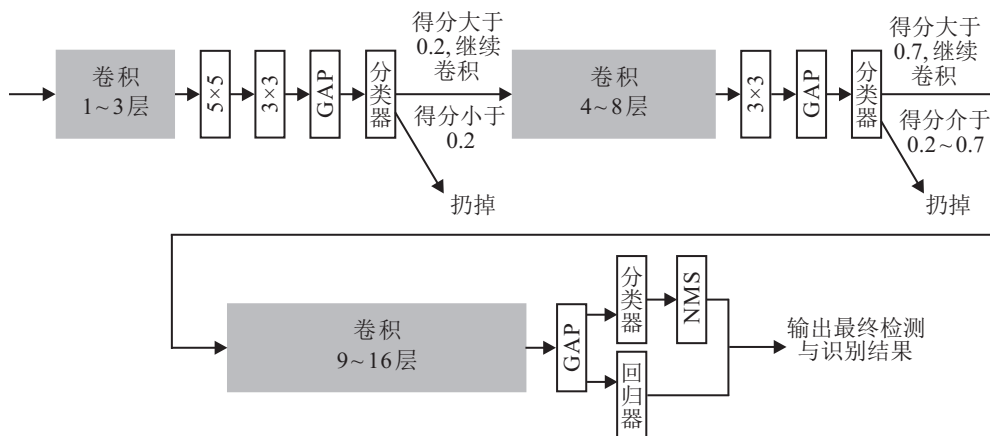 卷积
1~3层
5×5
3×3
GAP
分类器
得分大于
0.2,继续
卷积
得分小于
0.2
扔掉
卷积
4~8层
3×3
GAP
分类器
得分大于
0.7,继续
卷积
得分介于
0.2~0.7
扔掉
卷积
9~16层
GAP
分类器
NMS
回归器
输出最终检测
与识别结果